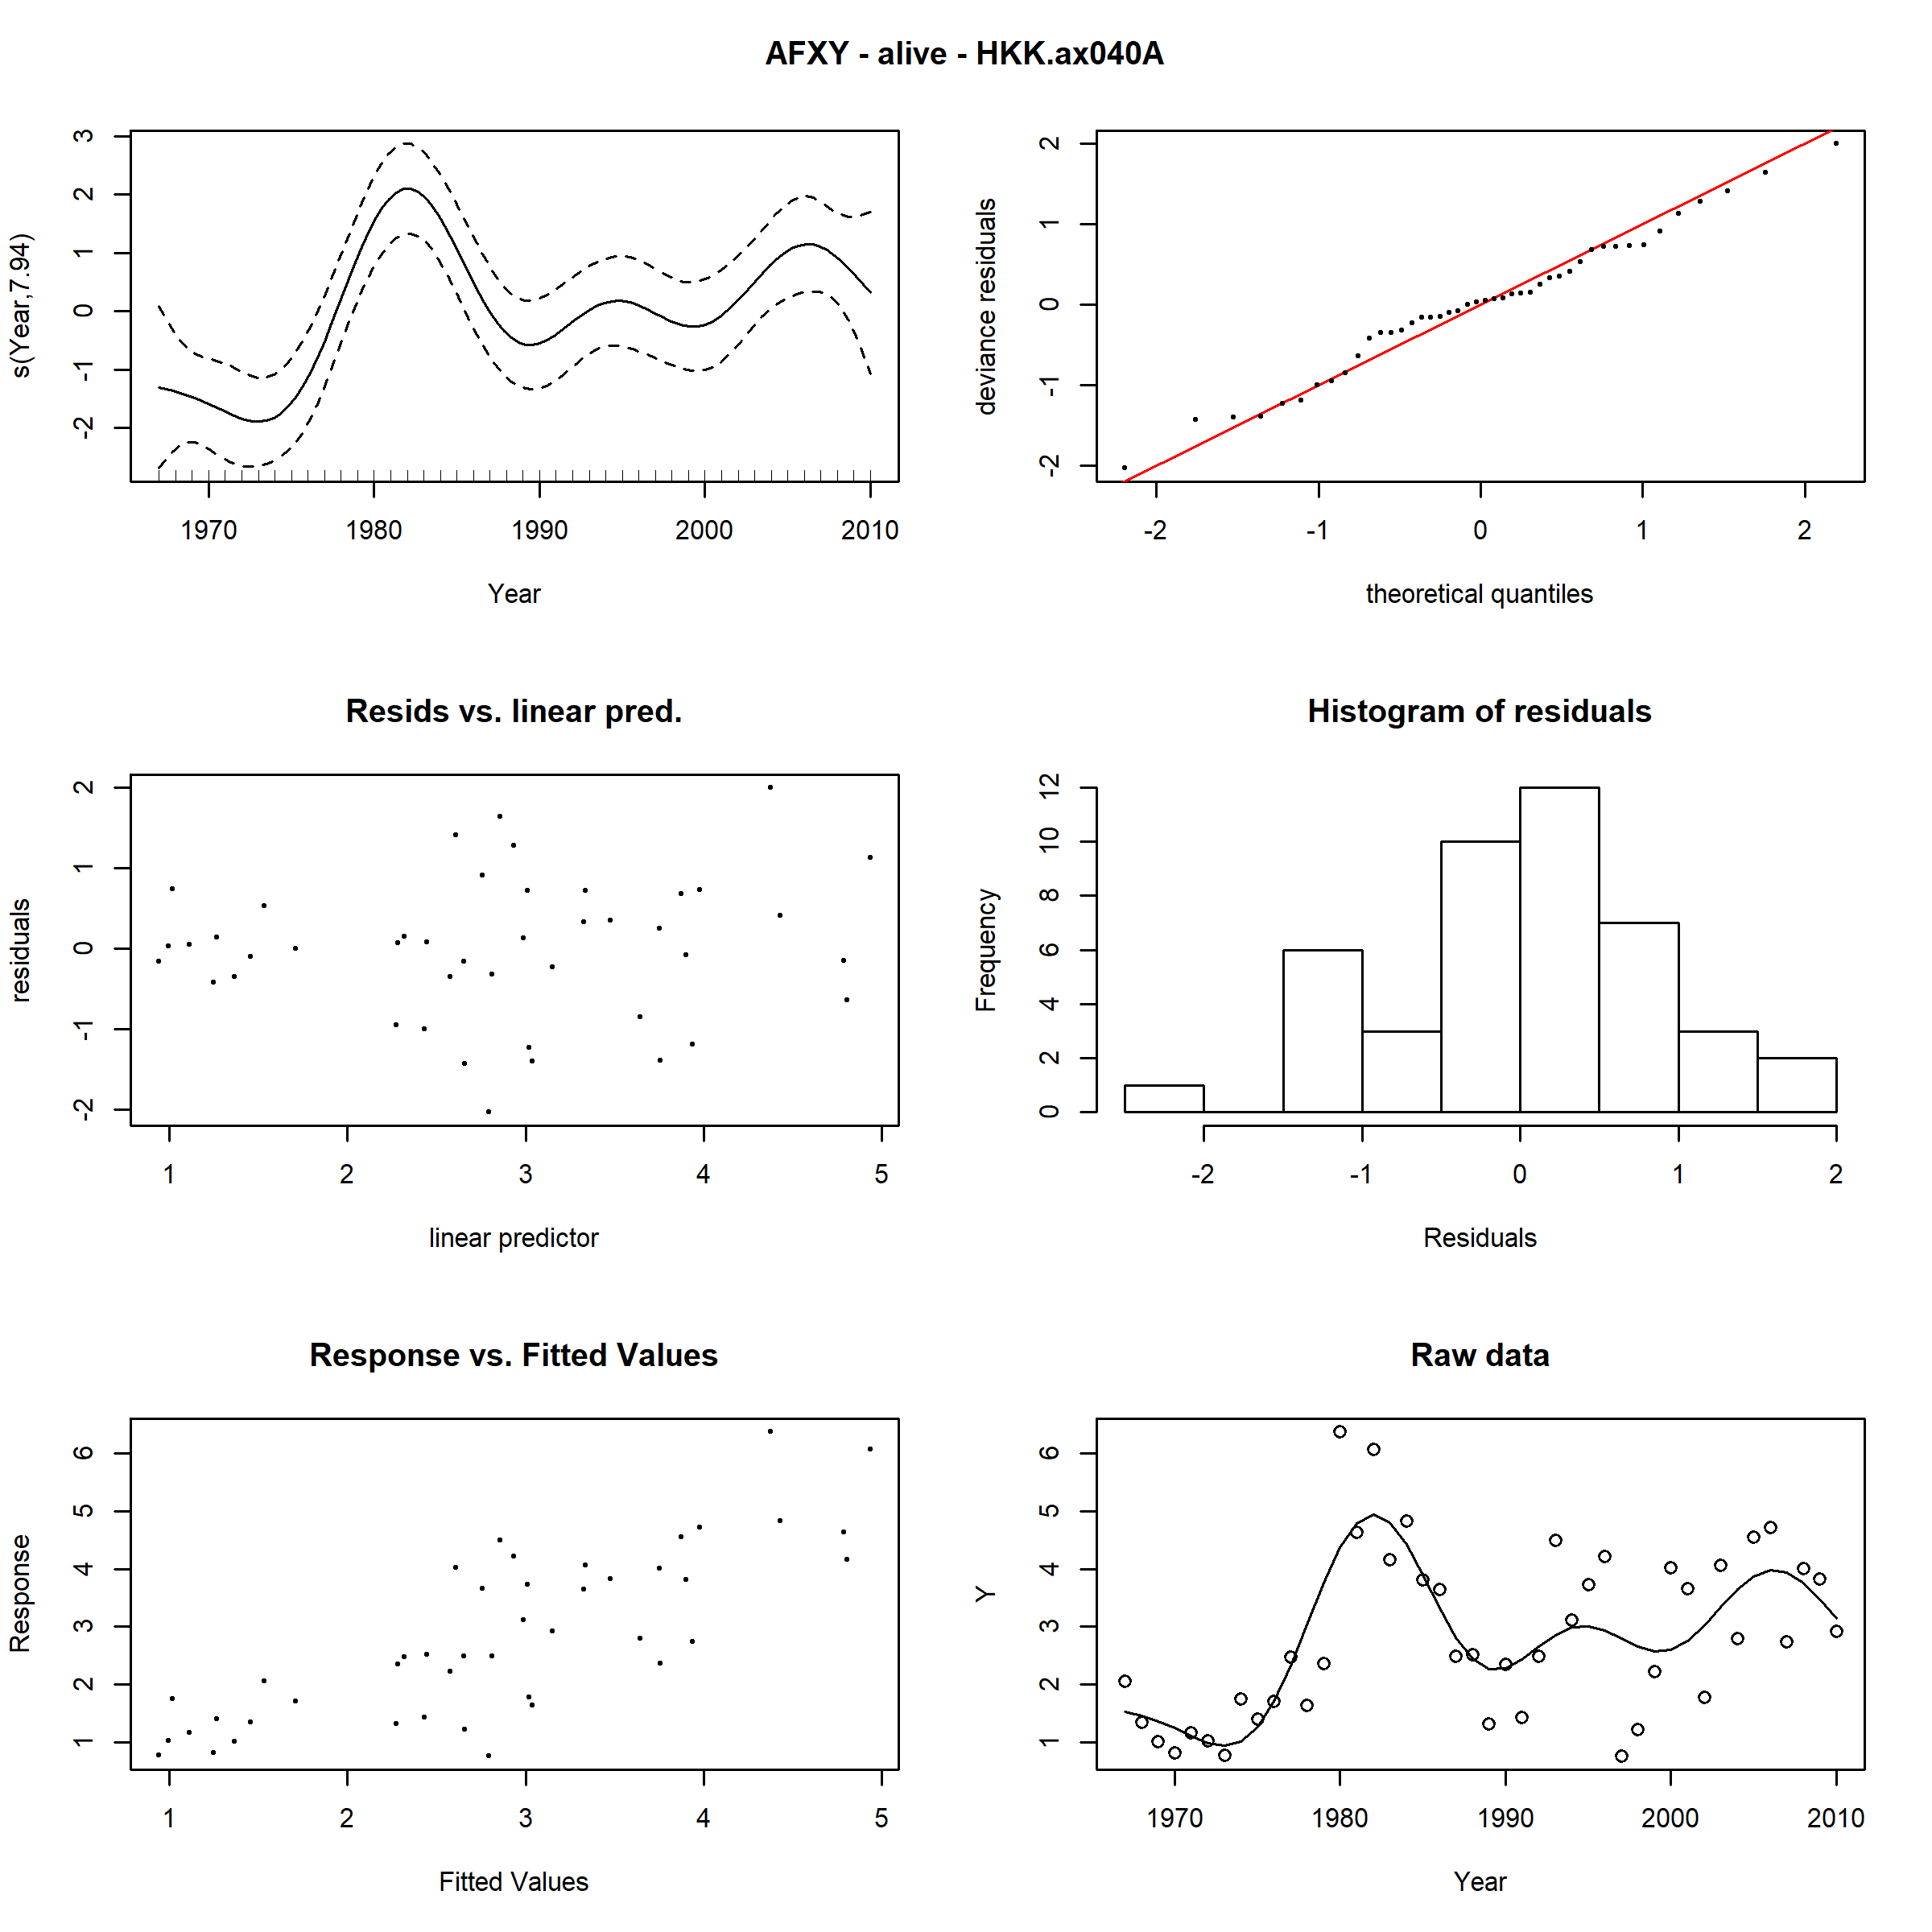 AFXY - alive - HKK.ax040A
s(Year,7.94)
3
2
1
0
-1
-2
1970 1980 1990 2000 2010
Year
deviance residuals
2
1
0
-1
-2
-2 -1 0 1 2
theoretical quantiles
Resids vs. linear pred.
residuals
2
1
0
-1
-2
1 2 3 4 5
linear predictor
Histogram of residuals
Frequency
12
10
8
6
4
2
0
-2 -1 0 1 2
Residuals
Response vs. Fitted Values
Response
6
5
4
3
2
1
1 2 3 4 5
Fitted Values
Raw data
Y
6
5
4
3
2
1
1970 1980 1990 2000 2010
Year